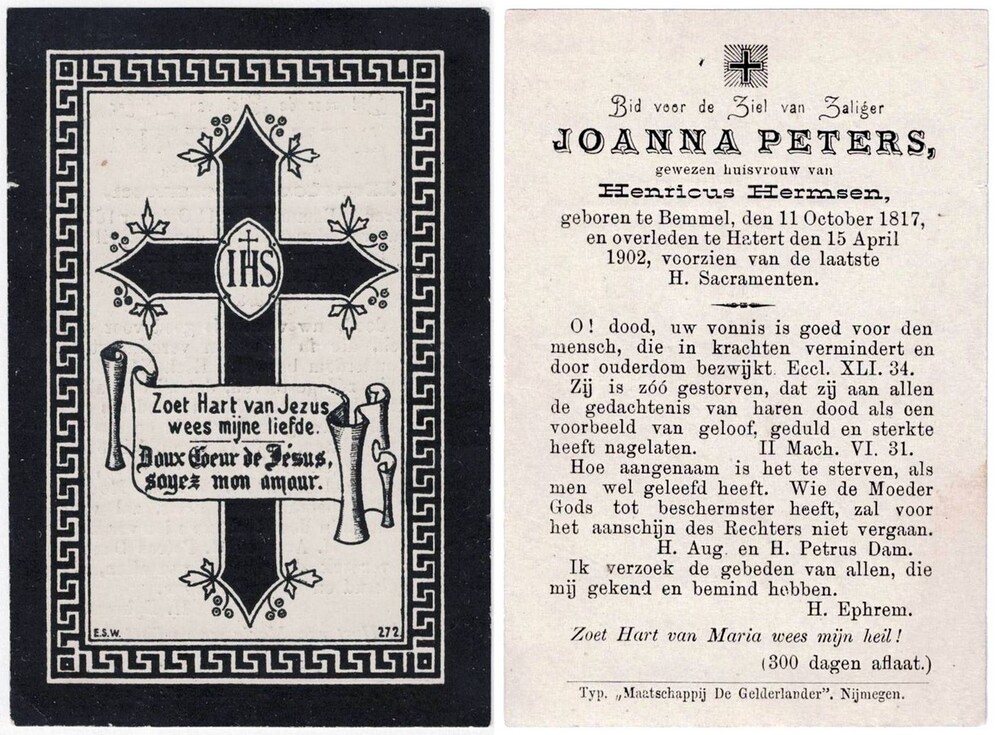 IHS
Zoet Hart van Jezus
wees mijne liefde.
Doux Coeur de Jésus,
soyez mon amour.
E.S.W.
272.
Bid voor de Ziel van Zaliger
JOANNA PETERS,
gewezen huisvrouw van
Henricus Hermsen,
geboren te Bemmel, den 11 October 1817,
en overleden te Hatert den 15 April
1902, voorzien van de laatste
H. Sacramenten.
O! dood, uw vonnis is goed voor den
mensch, die in krachten vermindert en
door ouderdom bezwijkt. Eccl. XLI. 34.
Zij is zóó gestorven, dat zij aan allen
de gedachtenis van haren dood als een
voorbeeld van geloof, geduld en sterkte
heeft nagelaten. II Mach. VI. 31.
Hoe aangenaam is het te sterven, als
men wel geleefd heeft. Wie de Moeder
Gods tot beschermster heeft, zal voor
het aanschijn des Rechters niet vergaan.
H. Aug. en H. Petrus Dam.
Ik verzoek de gebeden van allen, die
mij gekend en bemind hebben.
H. Ephrem.
Zoet Hart van Maria wees mijn heil!
(300 dagen aflaat.)
Typ. „Maatschappij De Gelderlander". Nijmegen.